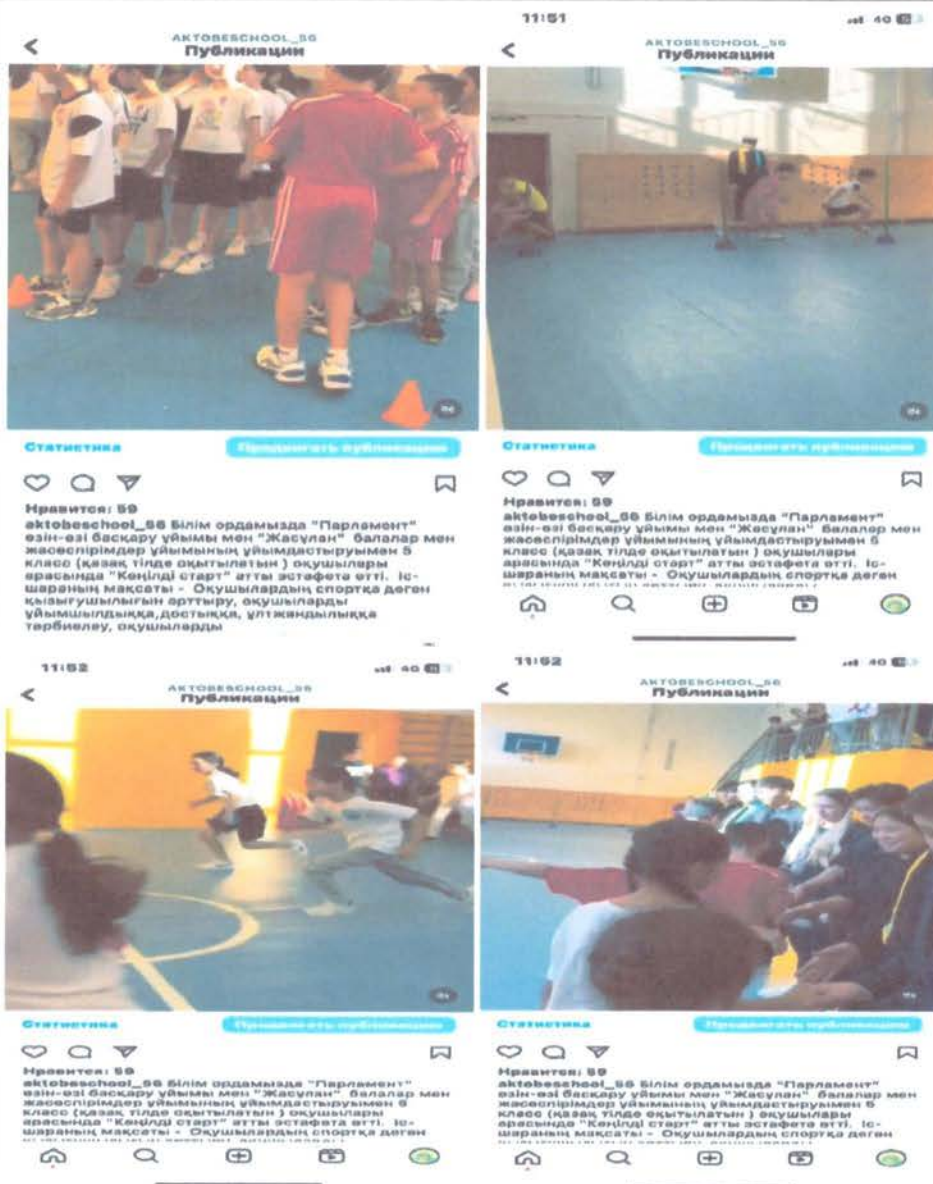 AKTOBESCHOOL_56
Публикации
Статистика
Продвигать публикацию
Нравится: 59
aktobeschool_56 Білім ордамызда "Парламент"
өзін-өзі басқару ұйымы мен "Жасұлан" балалар мен
жасөспірімдер ұйымының ұйымдастыруымен 5
класс (қазақ тілде оқытылатын ) оқушылары
арасында "Көңілді старт" атты эстафета өтті. Іс-
шараның мақсаты - Оқушылардың спортқа деген
қызығушылығын арттыру, оқушыларды
ұйымшылдыққа,достыққа, ұлтжандылыққа
тәрбиелеу, оқушыларды
11:51
40
AKTOBESCHOOL_56
Публикации
Статистика
Продвигать публикацию
Нравится: 59
aktobeschool_56 Білім ордамызда "Парламент"
өзін-өзі басқару ұйымы мен "Жасұлан" балалар мен
жасөспірімдер ұйымының ұйымдастыруымен 5
класс (қазақ тілде оқытылатын ) оқушылары
арасында "Көңілді старт" атты эстафета өтті. Іс-
шараның мақсаты - Оқушылардың спортқа деген
11:52
40
AKTOBESCHOOL_56
Публикации
Статистика
Продвигать публикацию
Нравится: 59
aktobeschool_56 Білім ордамызда "Парламент"
өзін-өзі басқару ұйымы мен "Жасұлан" балалар мен
жасөспірімдер ұйымының ұйымдастыруымен 5
класс (қазақ тілде оқытылатын ) оқушылары
арасында "Көңілді старт" атты эстафета өтті. Іс-
шараның мақсаты - Оқушылардың спортқа деген
11:52
40
AKTOBESCHOOL_56
Публикации
Статистика
Продвигать публикацию
Нравится: 59
aktobeschool_56 Білім ордамызда "Парламент"
өзін-өзі басқару ұйымы мен "Жасұлан" балалар мен
жасөспірімдер ұйымының ұйымдастыруымен 5
класс (қазақ тілде оқытылатын ) оқушылары
арасында "Көңілді старт" атты эстафета өтті. Іс-
шараның мақсаты - Оқушылардың спортқа деген